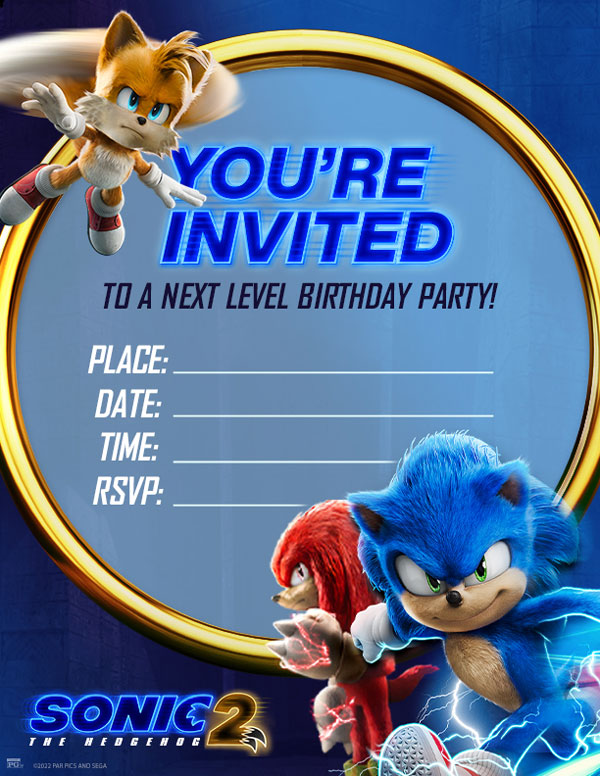 YOU'RE
INVITED
TO A NEXT LEVEL BIRTHDAY PARTY!
PLACE:
DATE:
TIME:
RSVP:
SONIC 2
THE HEDGEHOG
PG ©2022 PAR PICS AND SEGA